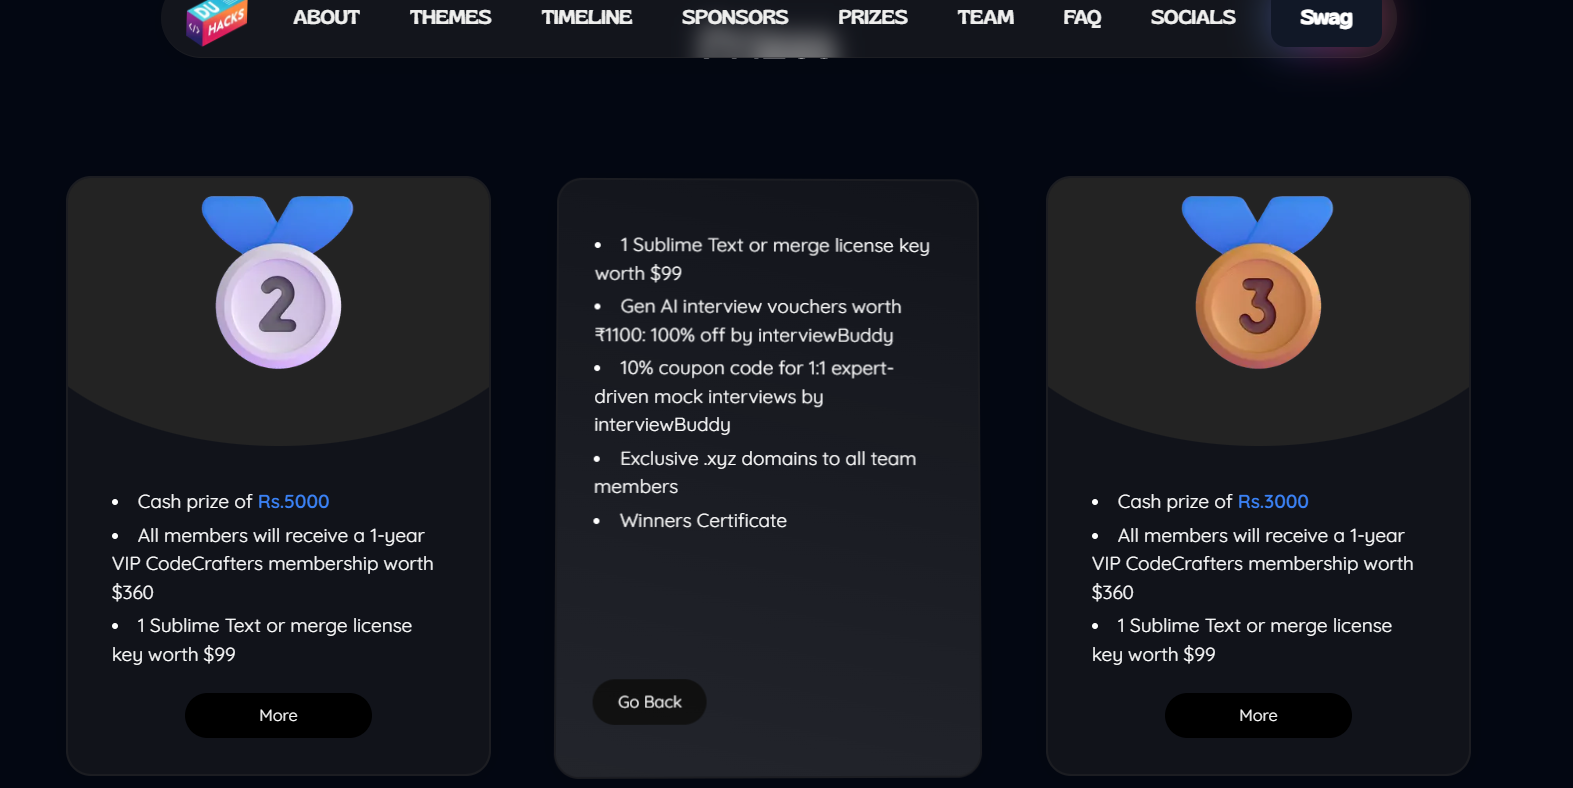 DU
HACKS
</>
ABOUT THEMES TIMELINE SPONSORS PRIZES TEAM FAQ SOCIALS Swag
2
• Cash prize of Rs.5000
• All members will receive a 1-year
VIP CodeCrafters membership worth
$360
• 1 Sublime Text or merge license
key worth $99
More
• 1 Sublime Text or merge license key
worth $99
• Gen AI interview vouchers worth
₹1100: 100% off by interviewBuddy
• 10% coupon code for 1:1 expert-
driven mock interviews by
interviewBuddy
• Exclusive .xyz domains to all team
members
• Winners Certificate
Go Back
3
• Cash prize of Rs.3000
• All members will receive a 1-year
VIP CodeCrafters membership worth
$360
• 1 Sublime Text or merge license
key worth $99
More